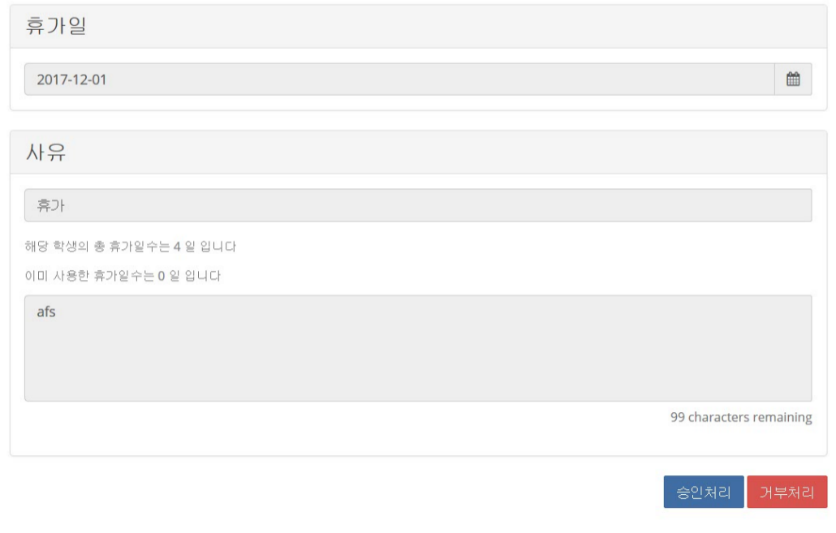 휴가일
2017-12-01
사유
휴가
해당 학생의 총 휴가일수는 4 일 입니다
이미 사용한 휴가일수는 0 일 입니다
afs
99 characters remaining
승인처리 거부처리